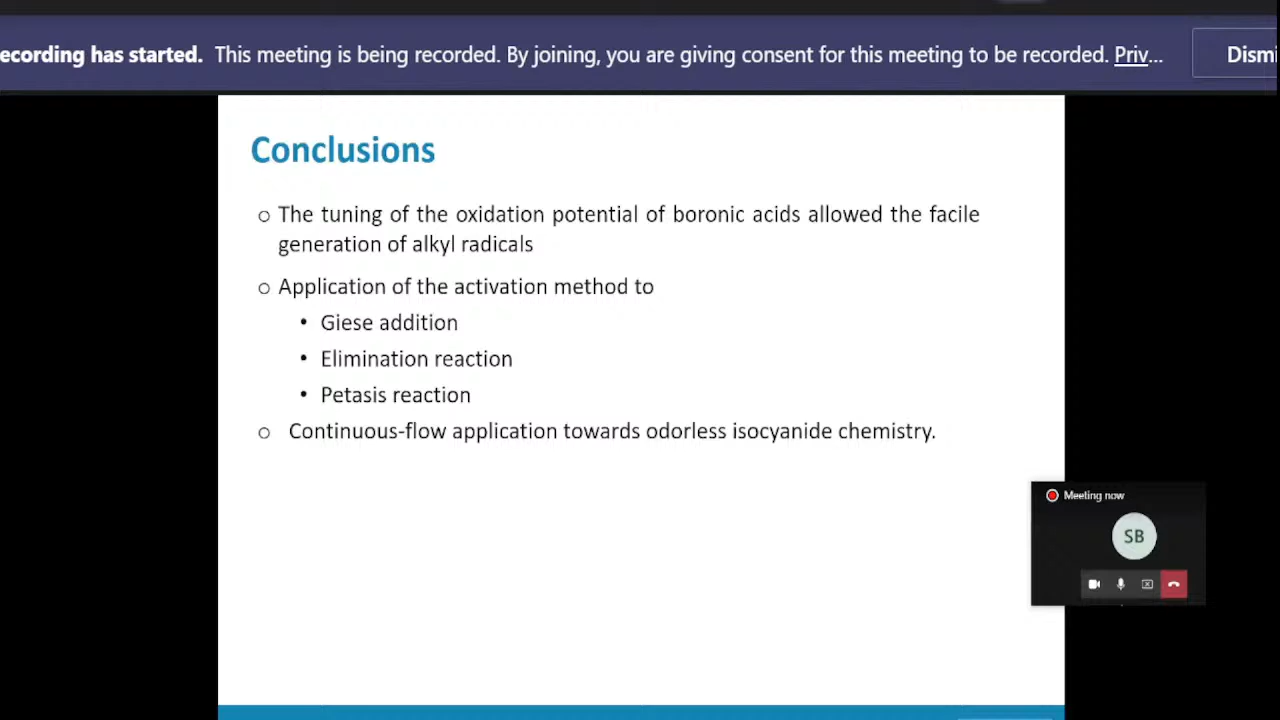 ecording has started. This meeting is being recorded. By joining, you are giving consent for this meeting to be recorded. Priv...
Dismi
Conclusions
o The tuning of the oxidation potential of boronic acids allowed the facile
generation of alkyl radicals
o Application of the activation method to
• Giese addition
• Elimination reaction
• Petasis reaction
o Continuous-flow application towards odorless isocyanide chemistry.
Meeting now
SB